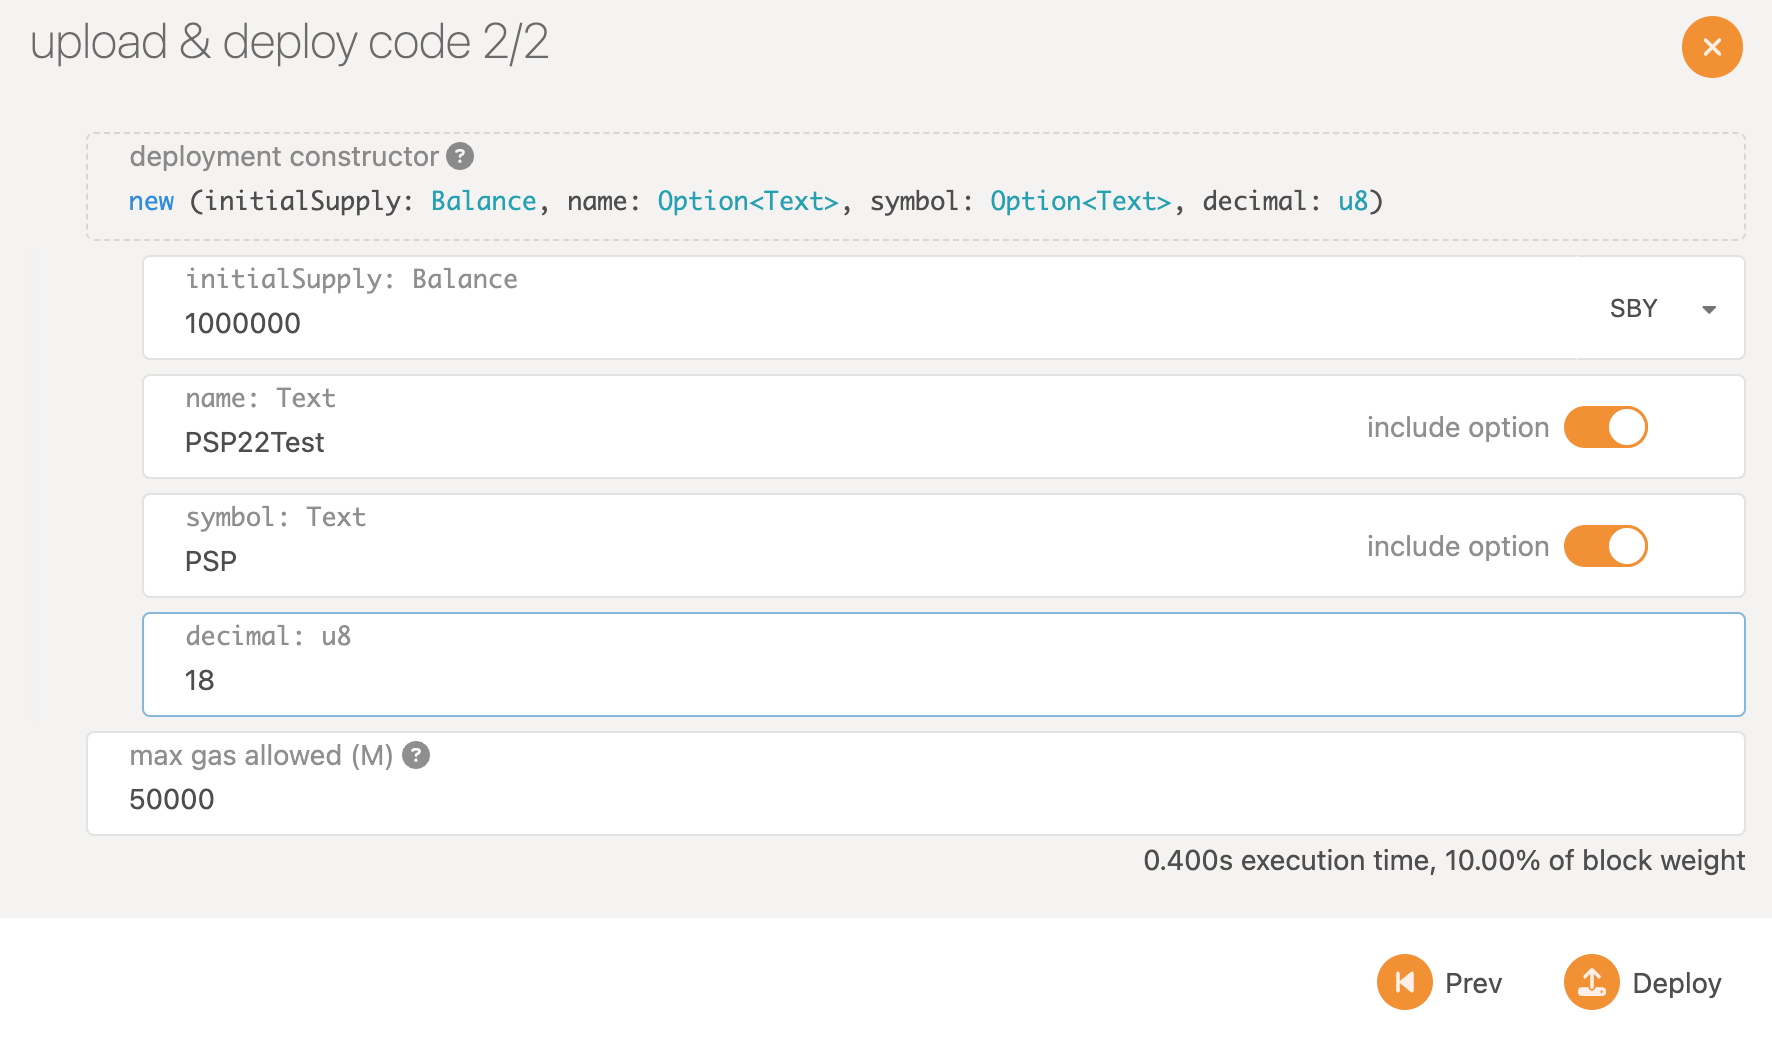 upload & deploy code 2/2
deployment constructor ?
new (initialSupply: Balance, name: Option<Text>, symbol: Option<Text>, decimal: u8)
initialSupply: Balance
1000000
SBY
name: Text
PSP22Test
include option
symbol: Text
PSP
include option
decimal: u8
18
max gas allowed (M) ?
50000
0.400s execution time, 10.00% of block weight
Prev
Deploy